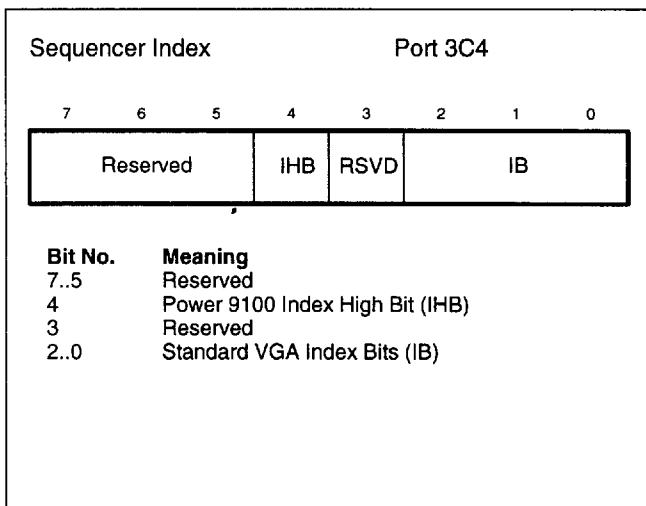 Sequencer Index Port 3C4
7 6 5 4 3 2 1 0
Reserved IHB RSVD IB
Bit No. Meaning
7..5 Reserved
4 Power 9100 Index High Bit (IHB)
3 Reserved
2..0 Standard VGA Index Bits (IB)